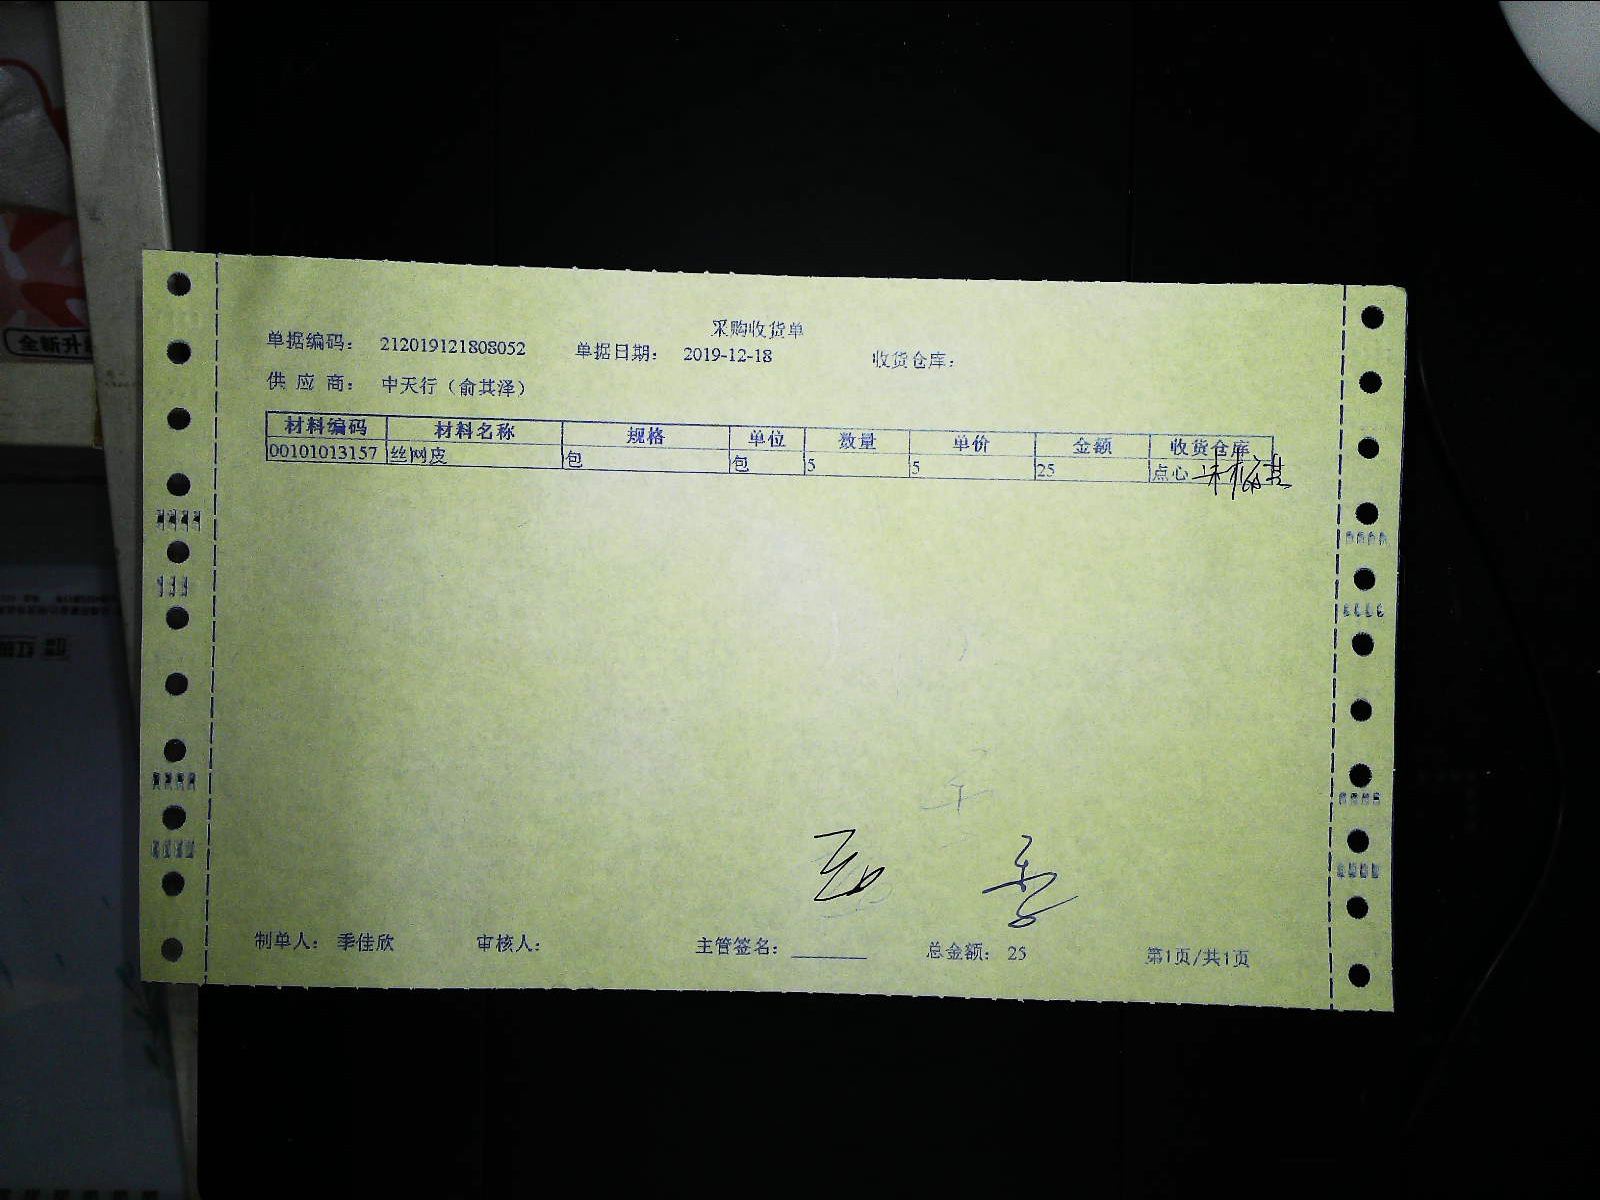 采购收货单
单据编码： 212019121808052 单据日期： 2019-12-18 收货仓库：
供 应 商： 中天行（俞其泽）
材料编码 材料名称 规格 单位 数量 单价 金额 收货仓库
00101013157 丝网皮 包 包 5 5 25 点心
制单人： 季佳欣 审核人： 主管签名： 总金额： 25 第1页/共1页
全新升